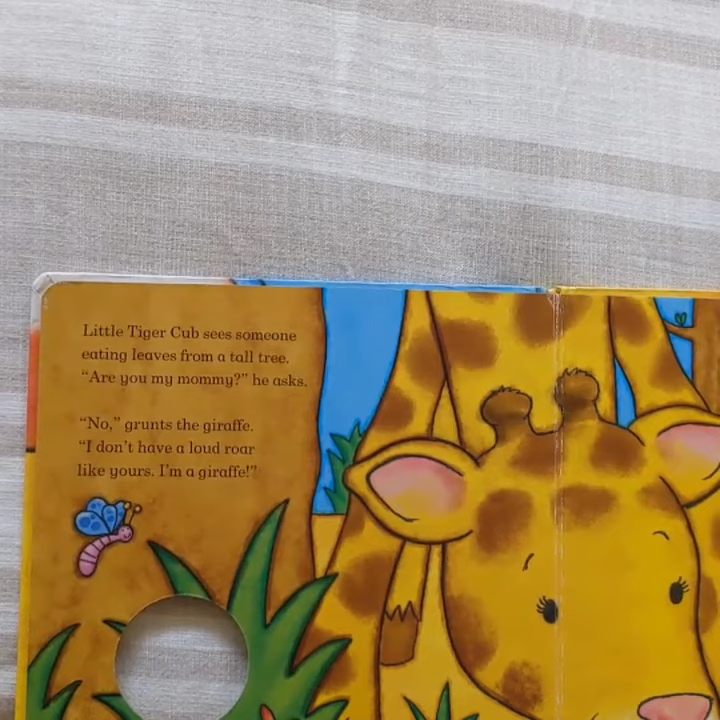 Little Tiger Cub sees someone
eating leaves from a tall tree.
“Are you my mommy?” he asks.
“No,” grunts the giraffe.
“I don’t have a loud roar
like yours. I’m a giraffe!”